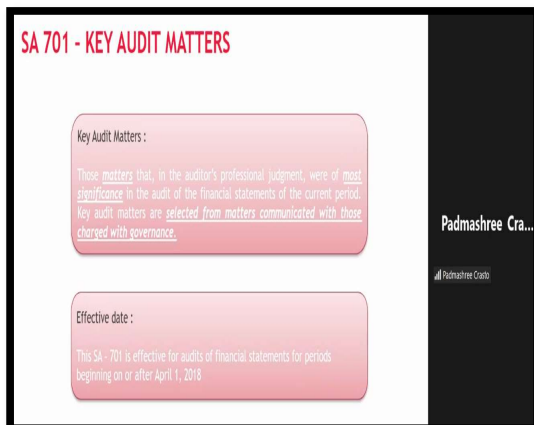 SA 701 - KEY AUDIT MATTERS
Key Audit Matters :
Those matters that, in the auditor's professional judgment, were of most
significance in the audit of the financial statements of the current period.
Key audit matters are selected from matters communicated with those
charged with governance.
Padmashree Cra...
Padmashree Crasto
Effective date :
This SA - 701 is effective for audits of financial statements for periods
beginning on or after April 1, 2018